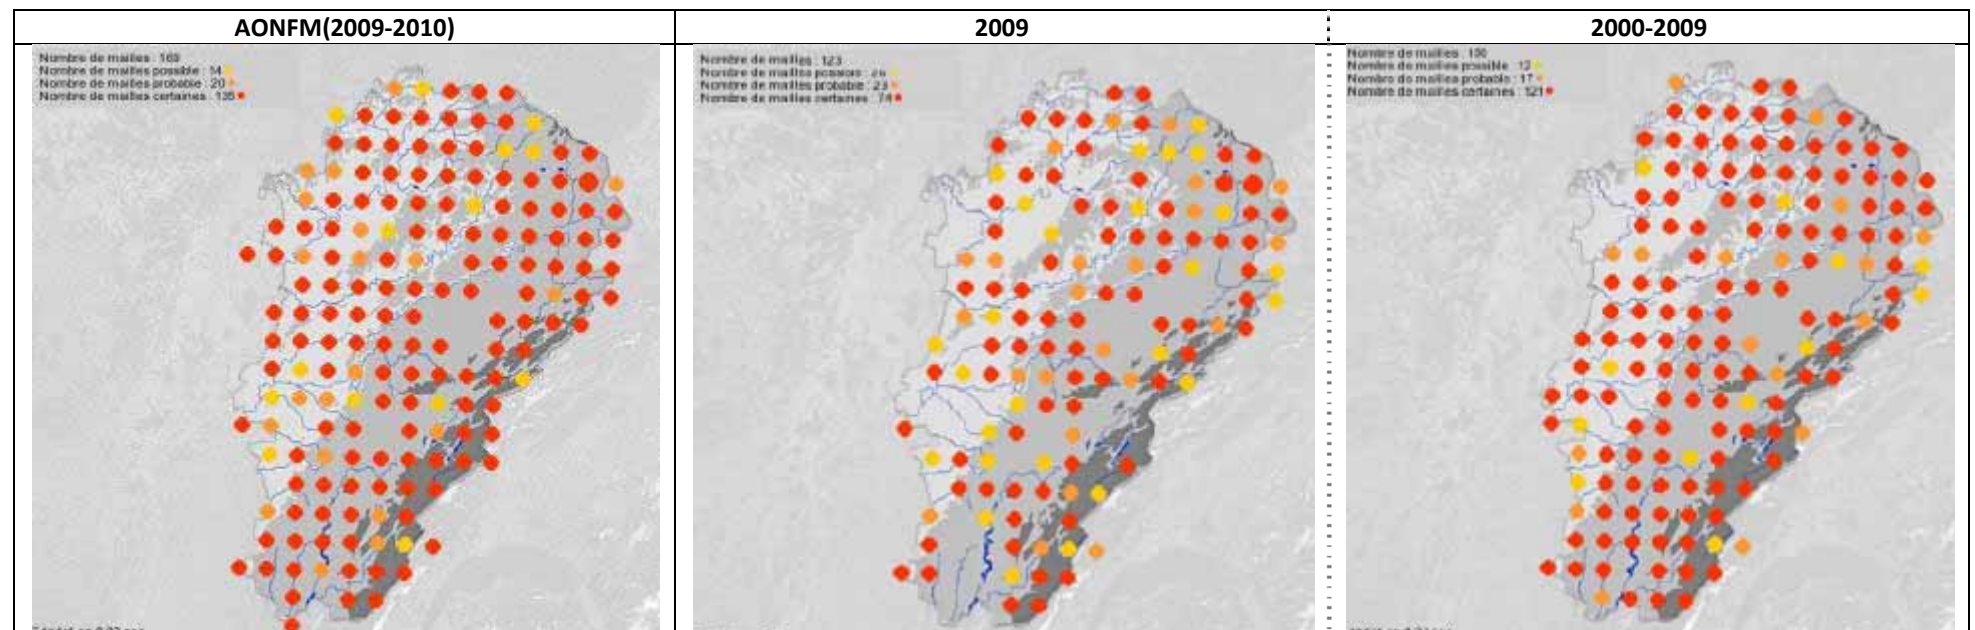 AONFM(2009-2010)
2009
2000-2009
Nombre de mailles : 169
Nombre de mailles possible : 14
Nombre de mailles probable : 20
Nombre de mailles certaines : 135
Nombre de mailles : 123
Nombre de mailles possible : 26
Nombre de mailles probable : 23
Nombre de mailles certaines : 74
Nombre de mailles : 150
Nombre de mailles possible : 12
Nombre de mailles probable : 17
Nombre de mailles certaines : 121